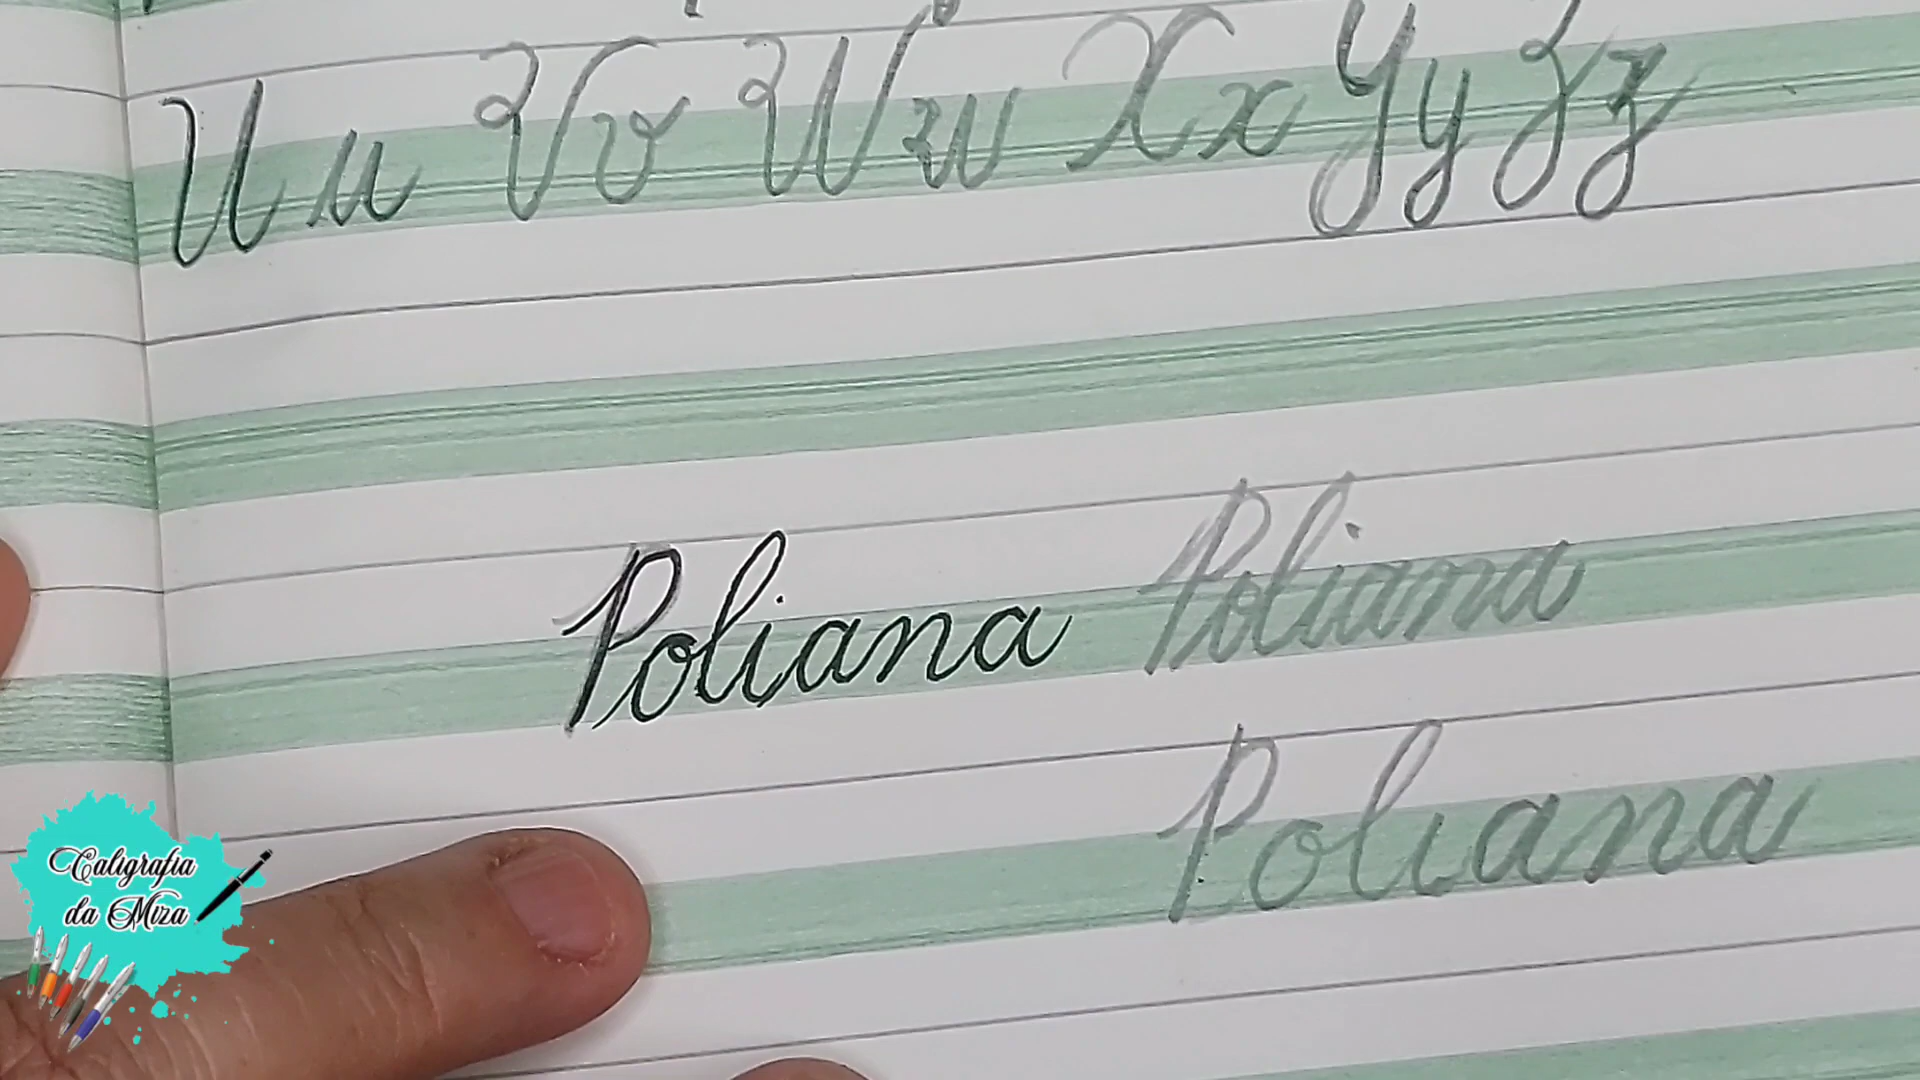 Uu Vv Ww Xx Yy Zz
Poliana Poliana
Poliana
Caligrafia
da Miza